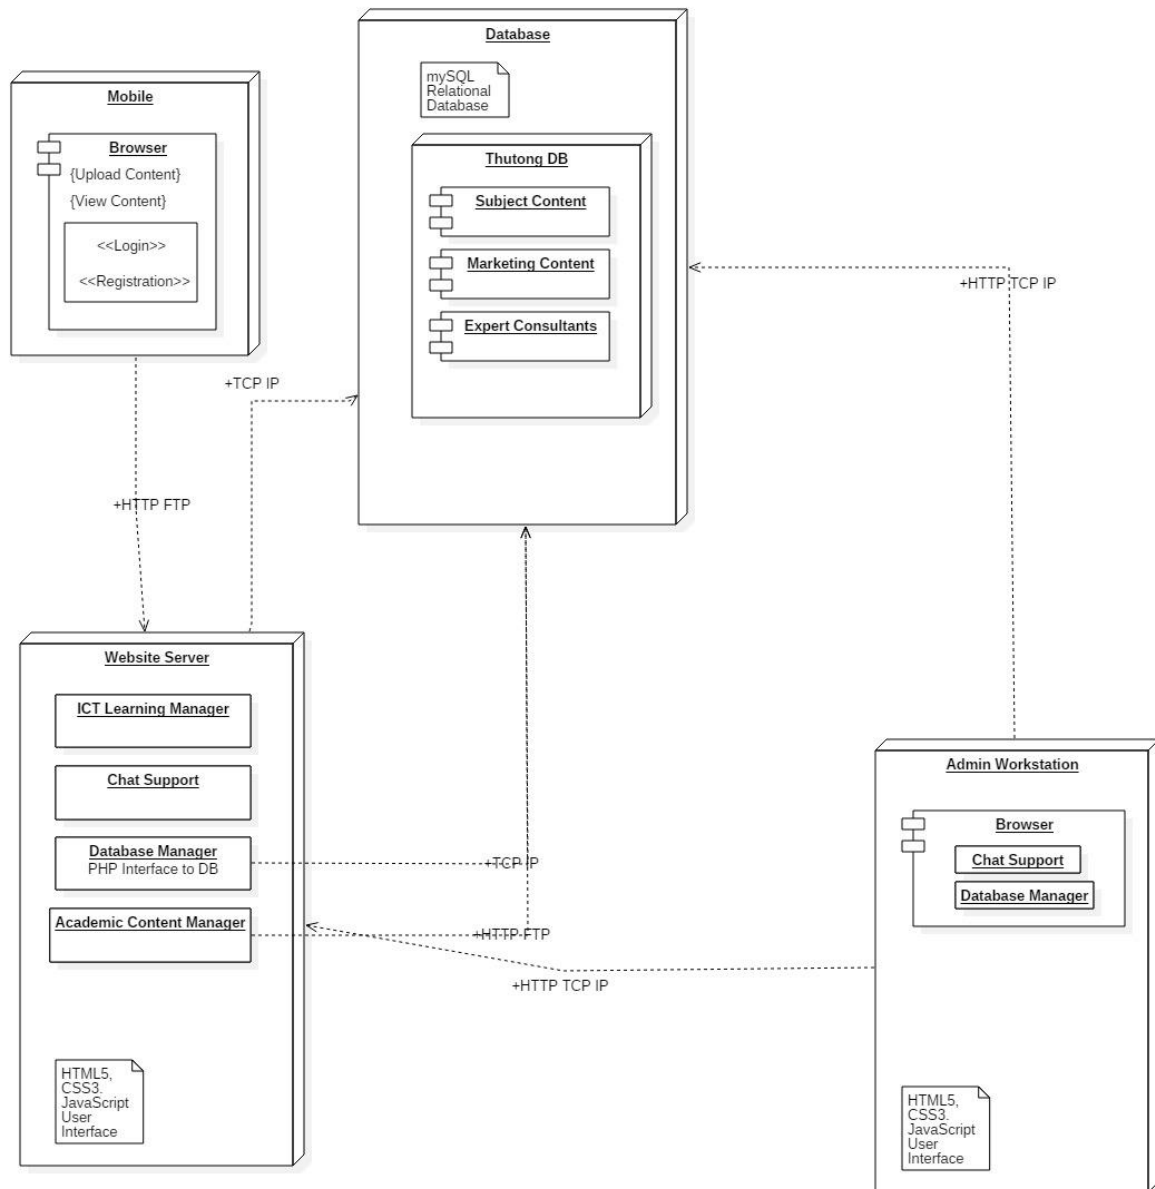 Database
mySQL
Relational
Database
Thutong DB
Subject Content
Marketing Content
Expert Consultants
Mobile
Browser
{Upload Content}
{View Content}
<<Login>>
<<Registration>>
+TCP IP
+HTTP FTP
+HTTP TCP IP
Website Server
ICT Learning Manager
Chat Support
Database Manager
PHP Interface to DB
Academic Content Manager
HTML5,
CSS3.
JavaScript
User
Interface
+TCP IP
+HTTP FTP
+HTTP TCP IP
Admin Workstation
Browser
Chat Support
Database Manager
HTML5,
CSS3.
JavaScript
User
Interface